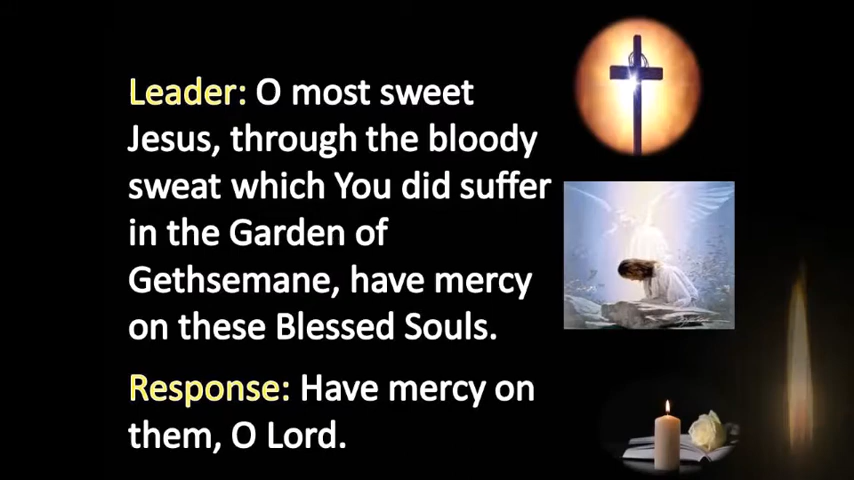 Leader: O most sweet
Jesus, through the bloody
sweat which You did suffer
in the Garden of
Gethsemane, have mercy
on these Blessed Souls.
Response: Have mercy on
them, O Lord.